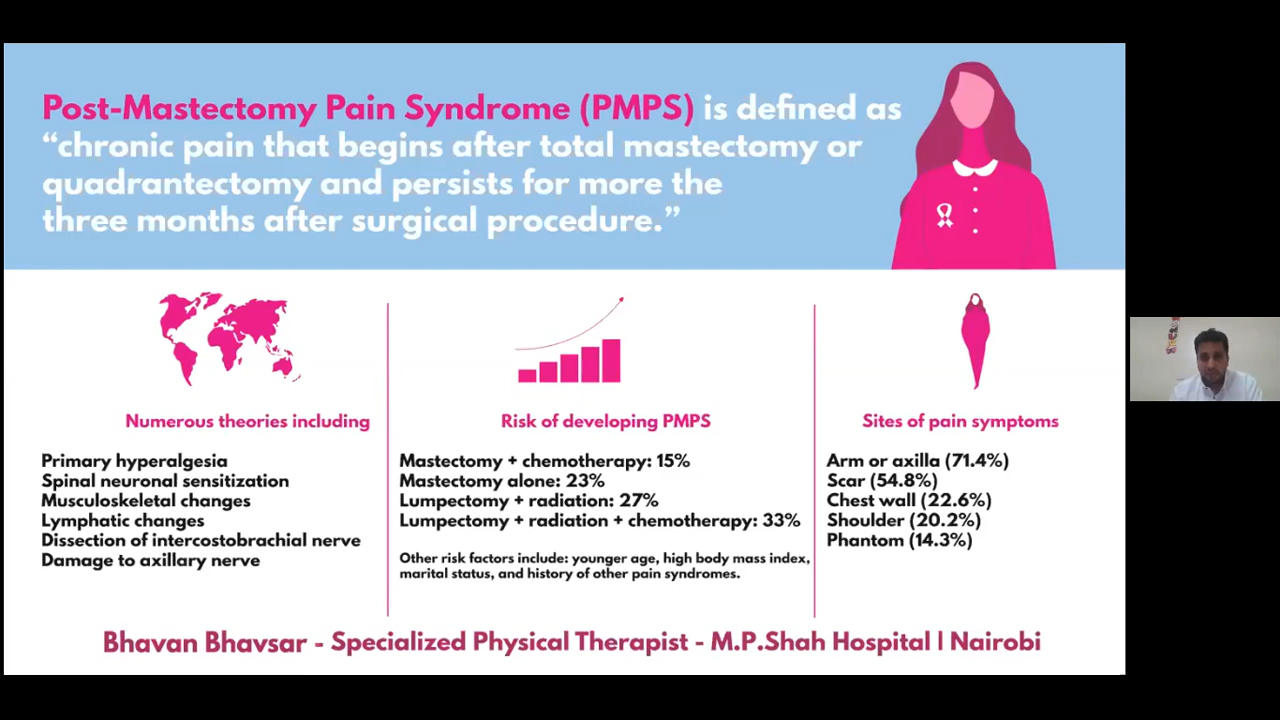 Post-Mastectomy Pain Syndrome (PMPS) is defined as
“chronic pain that begins after total mastectomy or
quadrantectomy and persists for more the
three months after surgical procedure.”
Numerous theories including
Primary hyperalgesia
Spinal neuronal sensitization
Musculoskeletal changes
Lymphatic changes
Dissection of intercostobrachial nerve
Damage to axillary nerve
Risk of developing PMPS
Mastectomy + chemotherapy: 15%
Mastectomy alone: 23%
Lumpectomy + radiation: 27%
Lumpectomy + radiation + chemotherapy: 33%
Other risk factors include: younger age, high body mass index,
marital status, and history of other pain syndromes.
Sites of pain symptoms
Arm or axilla (71.4%)
Scar (54.8%)
Chest wall (22.6%)
Shoulder (20.2%)
Phantom (14.3%)
Bhavan Bhavsar - Specialized Physical Therapist - M.P.Shah Hospital | Nairobi